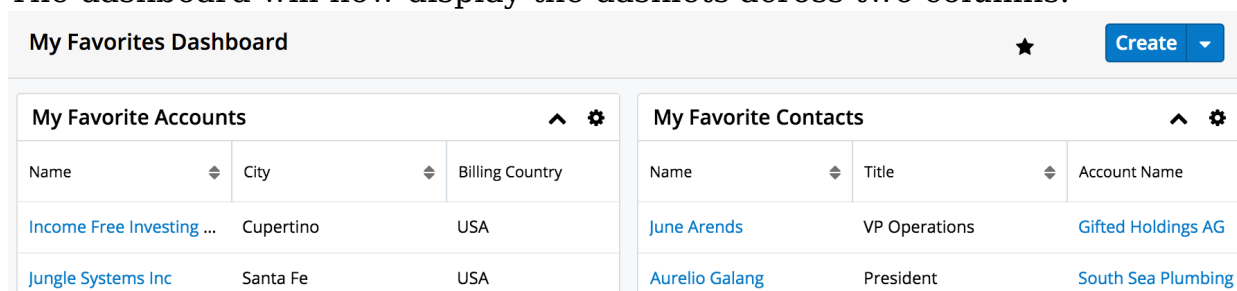 The dashboard will now display the dashlets across two columns.
My Favorites Dashboard Create
My Favorite Accounts My Favorite Contacts
Name City Billing Country Name Title Account Name
Income Free Investing ... Cupertino USA June Arends VP Operations Gifted Holdings AG
Jungle Systems Inc Santa Fe USA Aurelio Galang President South Sea Plumbing